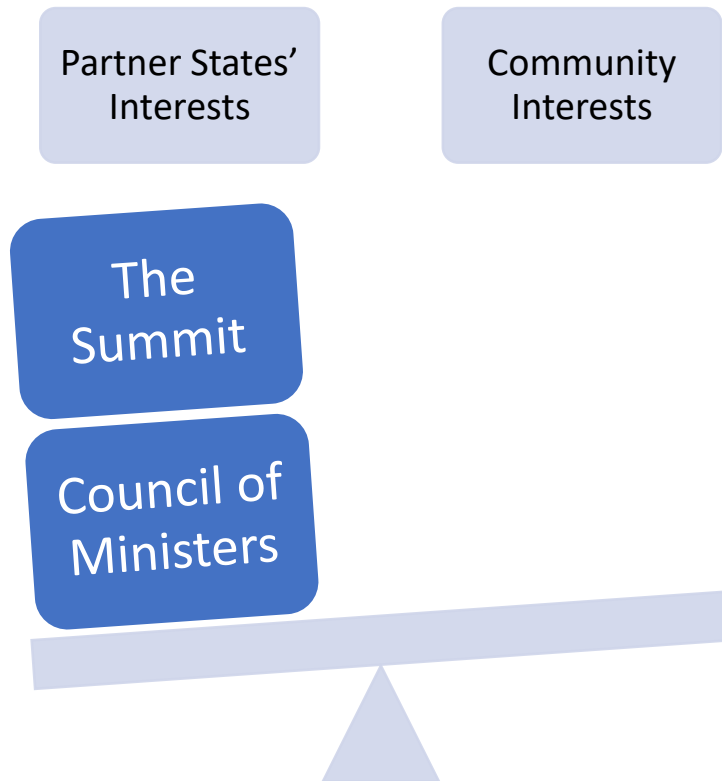 Partner States’
Interests
Community
Interests
The
Summit
Council of
Ministers